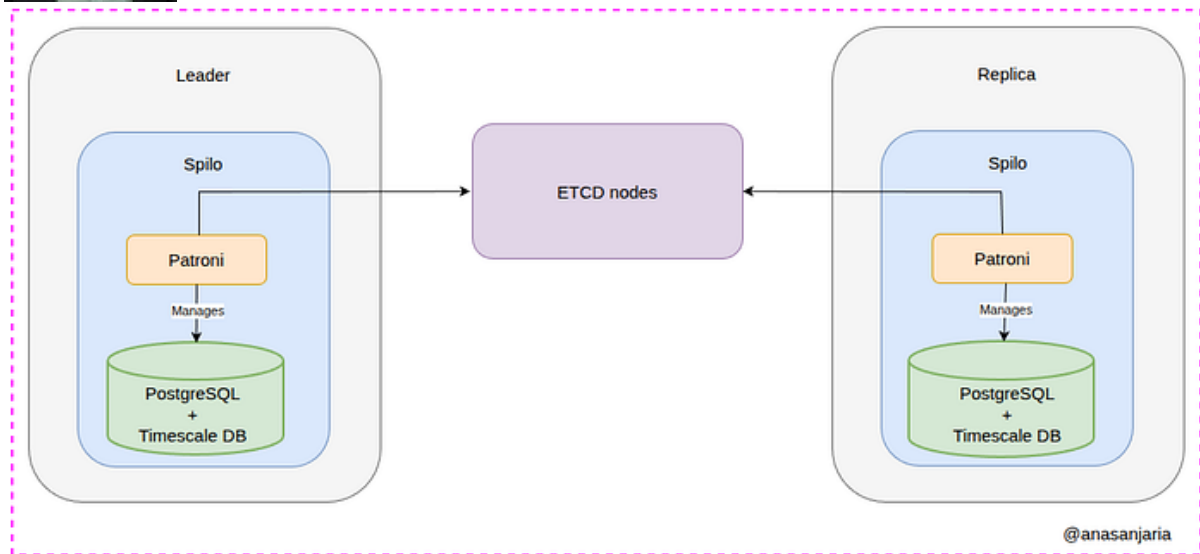 Leader
Spilo
Patroni
Manages
PostgreSQL
+
Timescale DB
ETCD nodes
Replica
Spilo
Patroni
Manages
PostgreSQL
+
Timescale DB
@anasanjaria